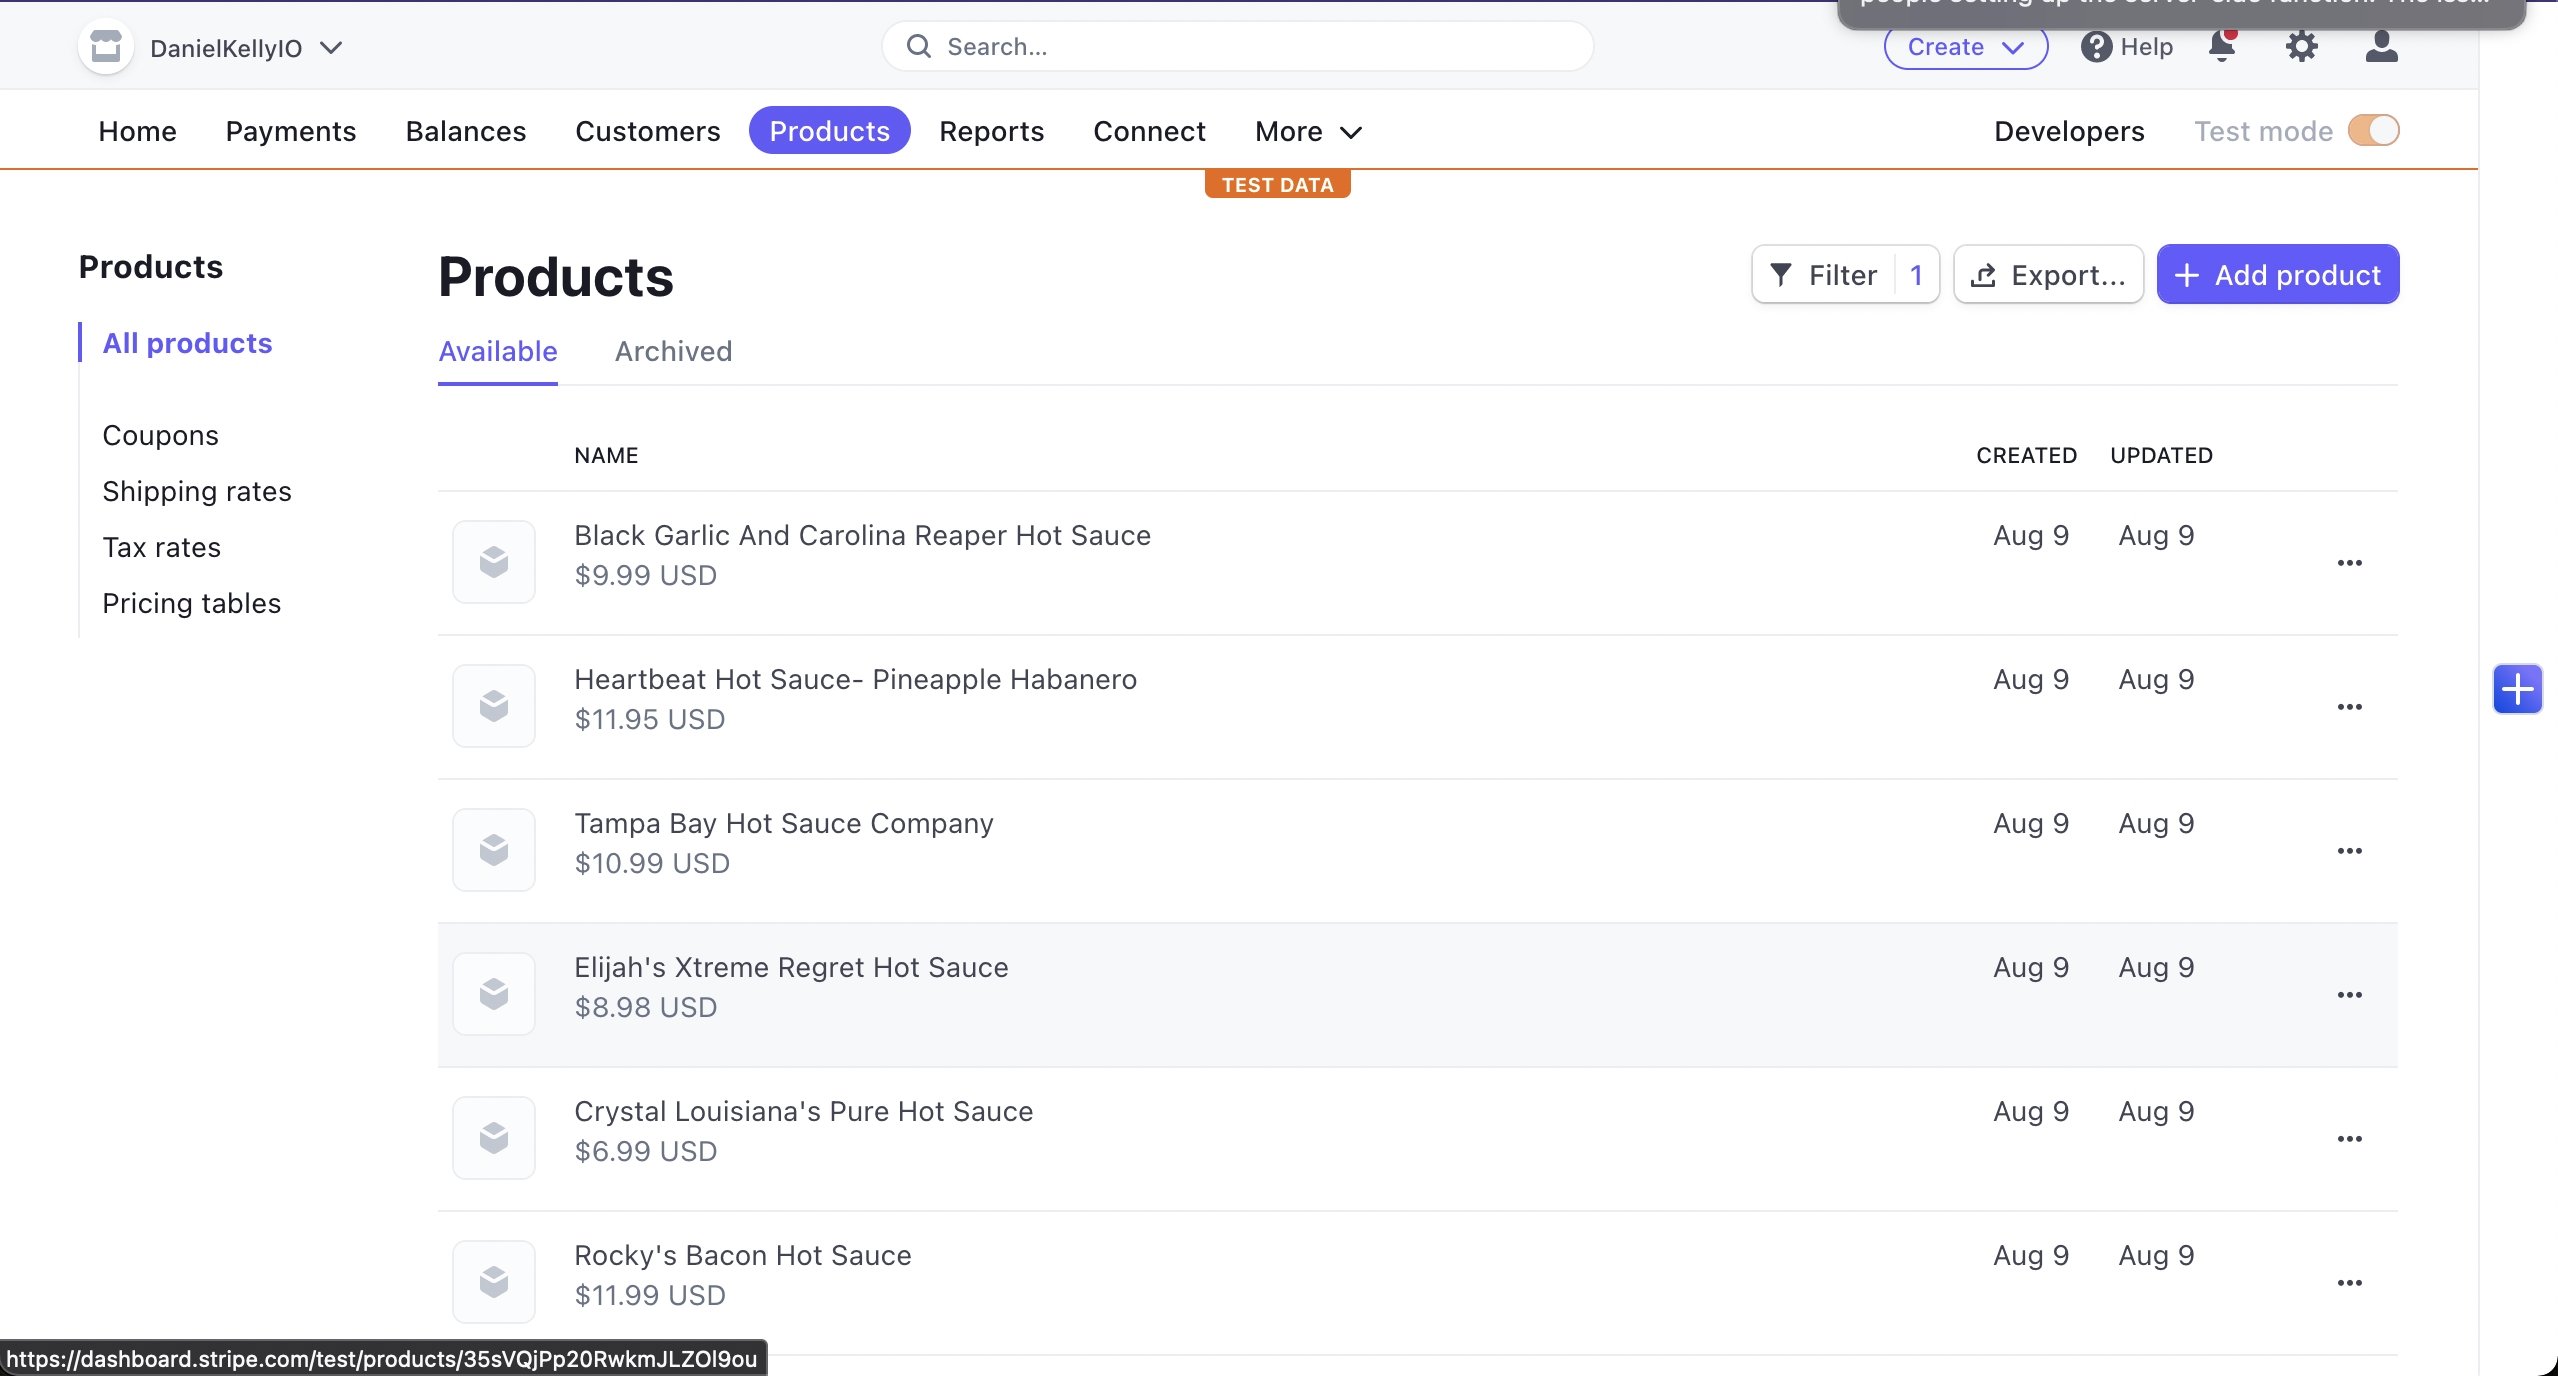 DanielKellyIO
Search...
Create
Help
Home Payments Balances Customers Products Reports Connect More
Developers Test mode
TEST DATA
Products
All products
Coupons
Shipping rates
Tax rates
Pricing tables
Products
Filter 1
Export...
Add product
Available Archived
NAME CREATED UPDATED
Black Garlic And Carolina Reaper Hot Sauce Aug 9 Aug 9
$9.99 USD
Heartbeat Hot Sauce- Pineapple Habanero Aug 9 Aug 9
$11.95 USD
Tampa Bay Hot Sauce Company Aug 9 Aug 9
$10.99 USD
Elijah's Xtreme Regret Hot Sauce Aug 9 Aug 9
$8.98 USD
Crystal Louisiana's Pure Hot Sauce Aug 9 Aug 9
$6.99 USD
Rocky's Bacon Hot Sauce Aug 9 Aug 9
$11.99 USD
https://dashboard.stripe.com/test/products/35sVQjPp20RwkmJLZOl9ou